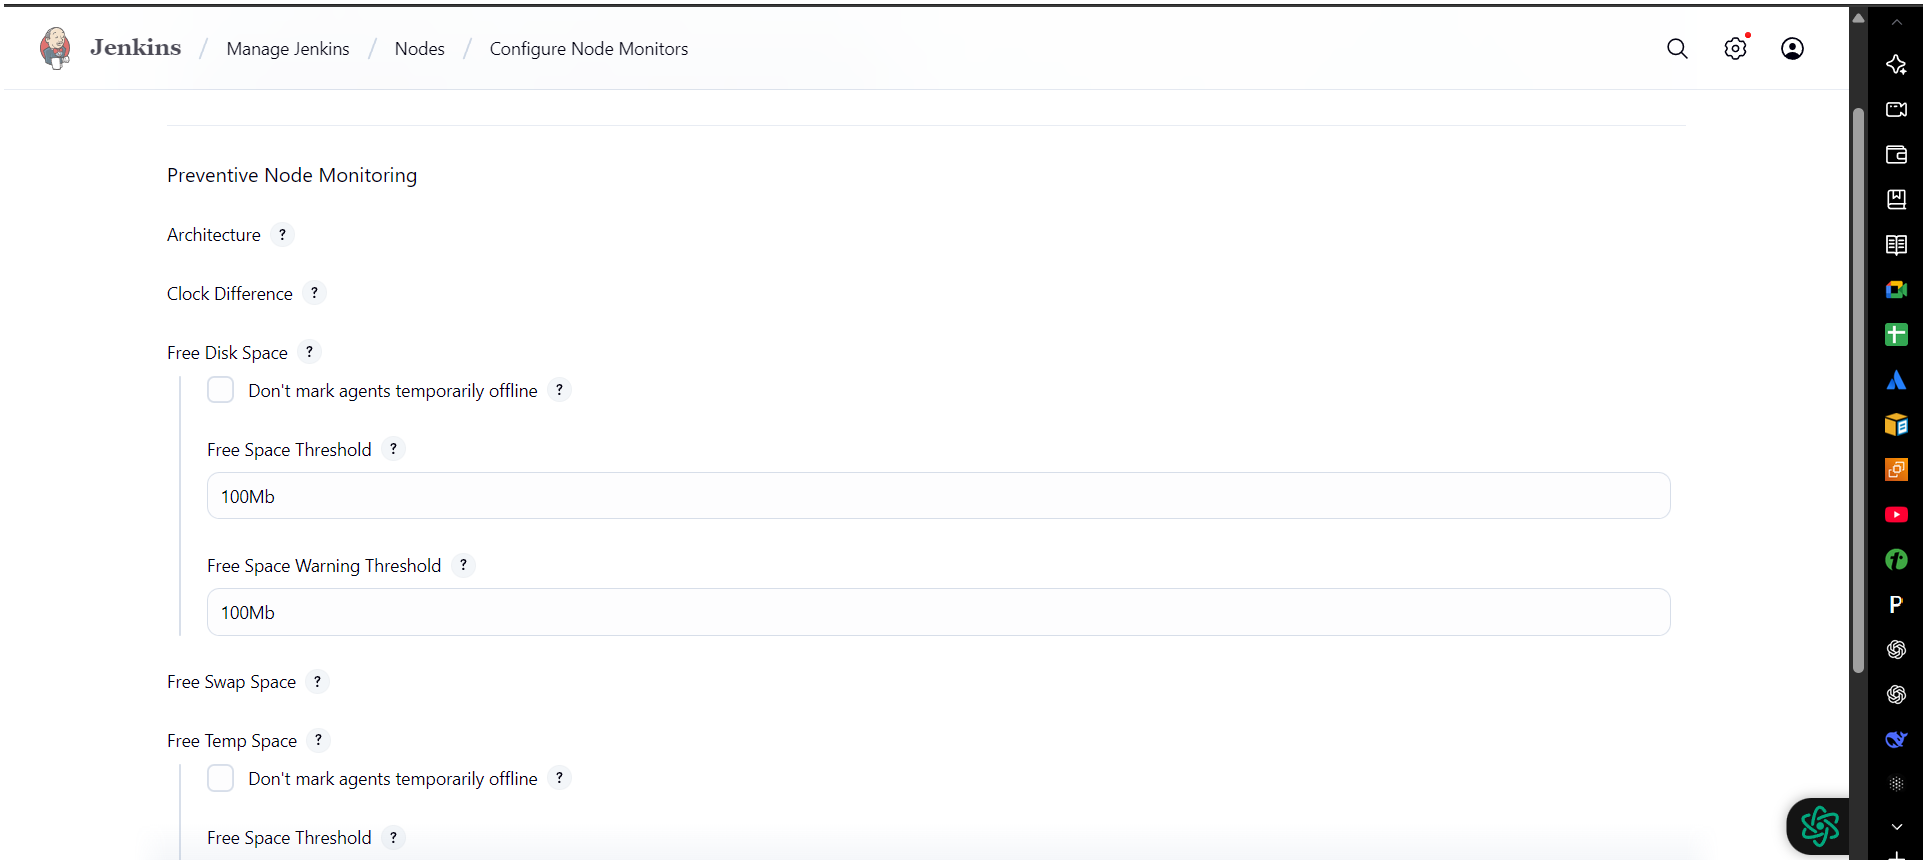 Jenkins / Manage Jenkins / Nodes / Configure Node Monitors
Preventive Node Monitoring
Architecture ?
Clock Difference ?
Free Disk Space ?
Don't mark agents temporarily offline ?
Free Space Threshold ?
100Mb
Free Space Warning Threshold ?
100Mb
Free Swap Space ?
Free Temp Space ?
Don't mark agents temporarily offline ?
Free Space Threshold ?
P